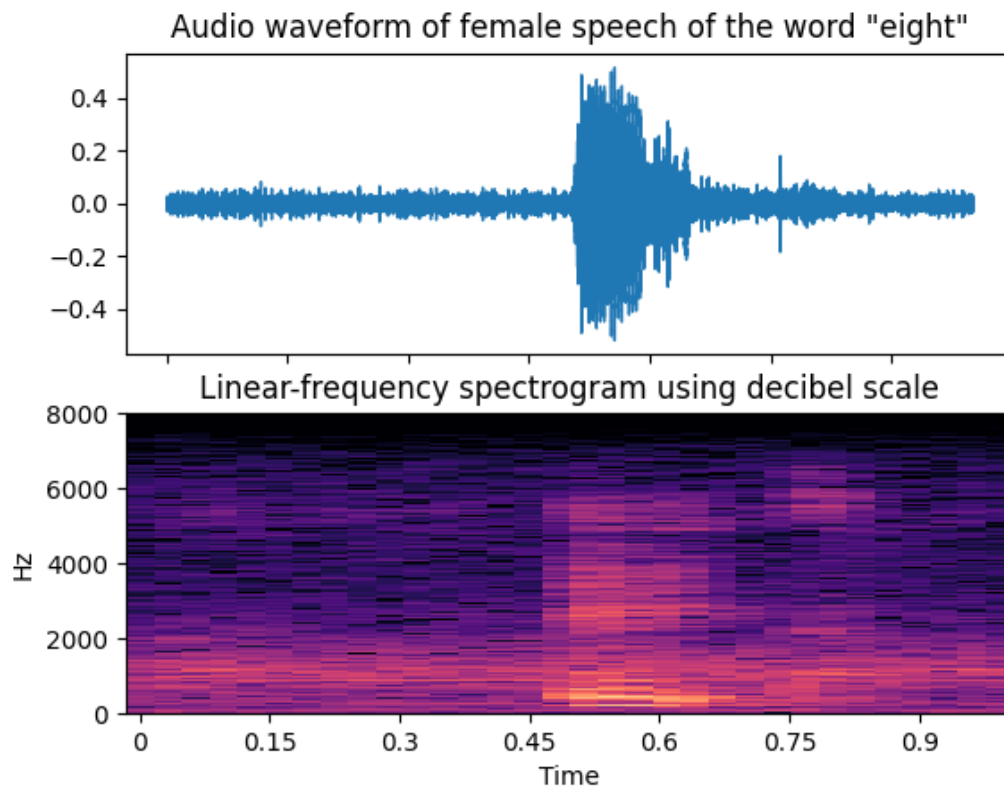 Audio waveform of female speech of the word "eight"
0.4
0.2
0.0
−0.2
−0.4
Linear-frequency spectrogram using decibel scale
8000
6000
4000
2000
0
Hz
0 0.15 0.3 0.45 0.6 0.75 0.9
Time